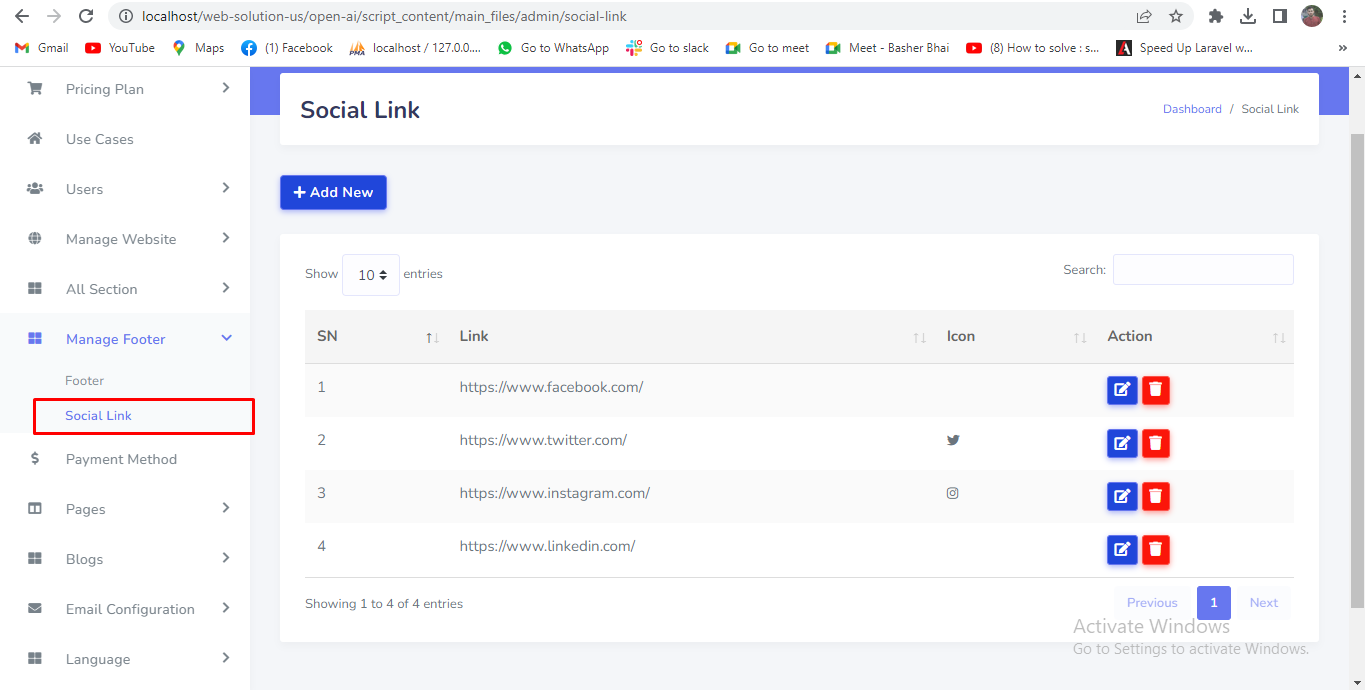 localhost/web-solution-us/open-ai/script_content/main_files/admin/social-link
Gmail YouTube Maps (1) Facebook localhost / 127.0.0.... Go to WhatsApp Go to slack Go to meet Meet - Basher Bhai (8) How to solve : s... Speed Up Laravel w... »
Pricing Plan
Use Cases
Users
Manage Website
All Section
Manage Footer
Footer
Social Link
Payment Method
Pages
Blogs
Email Configuration
Language
Social Link
Dashboard / Social Link
+ Add New
Show 10 entries
Search:
SN Link Icon Action
1 https://www.facebook.com/
2 https://www.twitter.com/
3 https://www.instagram.com/
4 https://www.linkedin.com/
Showing 1 to 4 of 4 entries
Previous 1 Next
Activate Windows
Go to Settings to activate Windows.